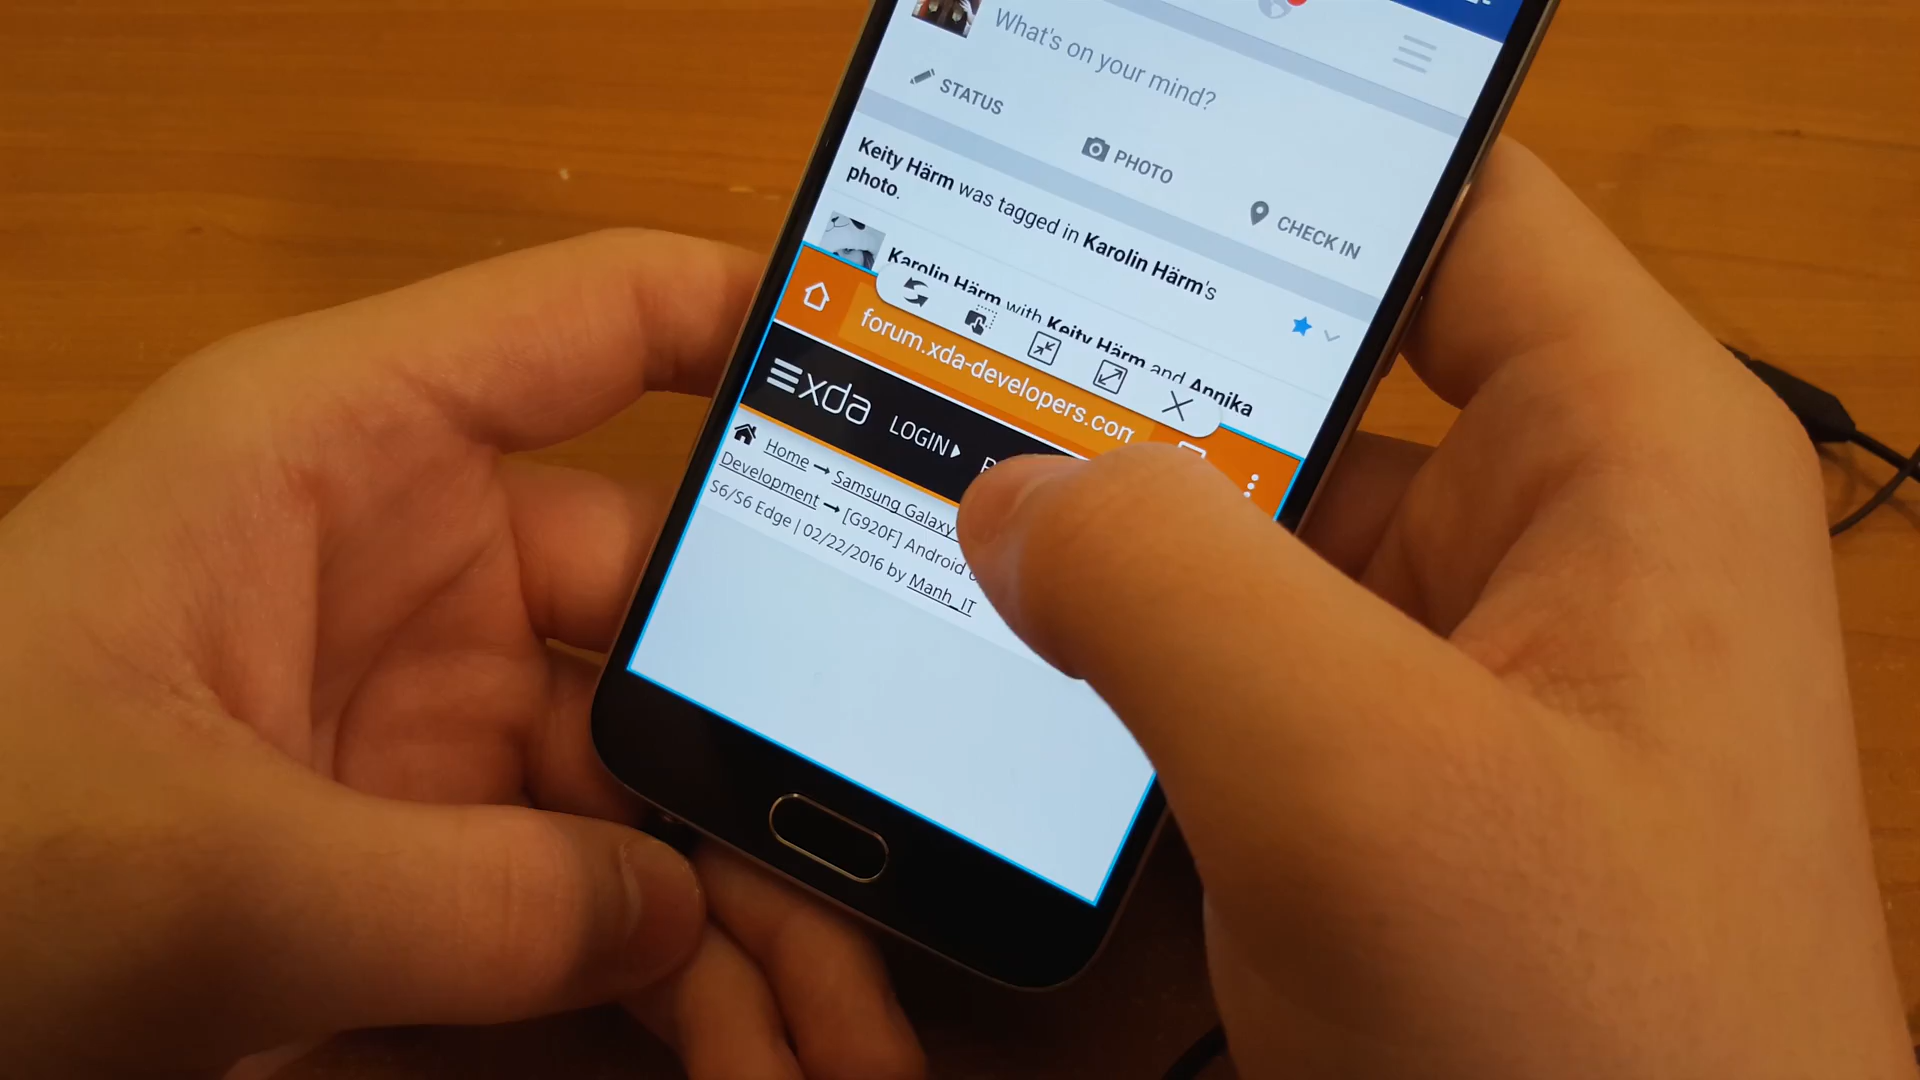 What's on your mind?
STATUS
PHOTO
CHECK IN
Keity Härm was tagged in Karolin Härm's
photo.
Karolin Härm with Keity Härm and Annika
forum.xda-developers.com
xda LOGIN
Home → Samsung Galaxy
Development → [G920F] Android
S6/S6 Edge | 02/22/2016 by Manh_IT